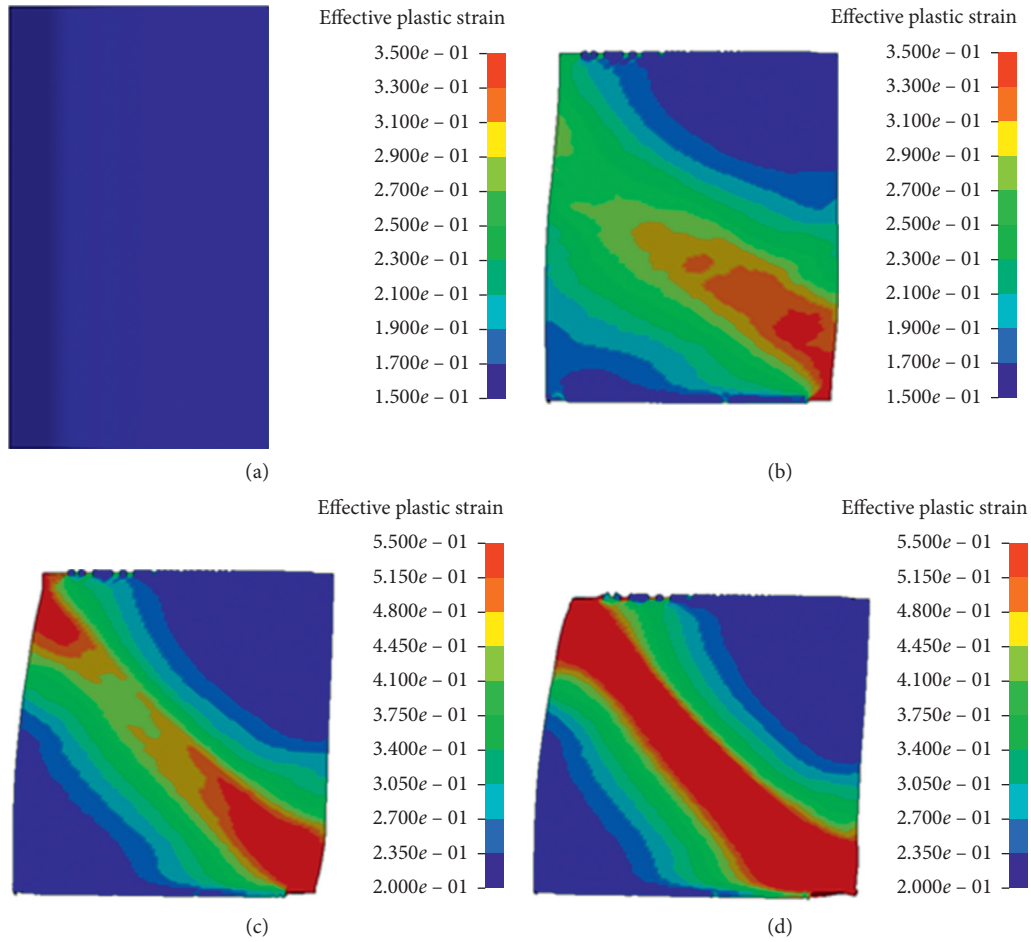 Effective plastic strain
3.500e – 01
3.300e – 01
3.100e – 01
2.900e – 01
2.700e – 01
2.500e – 01
2.300e – 01
2.100e – 01
1.900e – 01
1.700e – 01
1.500e – 01
(a)
Effective plastic strain
3.500e – 01
3.300e – 01
3.100e – 01
2.900e – 01
2.700e – 01
2.500e – 01
2.300e – 01
2.100e – 01
1.900e – 01
1.700e – 01
1.500e – 01
(b)
Effective plastic strain
5.500e – 01
5.150e – 01
4.800e – 01
4.450e – 01
4.100e – 01
3.750e – 01
3.400e – 01
3.050e – 01
2.700e – 01
2.350e – 01
2.000e – 01
(c)
Effective plastic strain
5.500e – 01
5.150e – 01
4.800e – 01
4.450e – 01
4.100e – 01
3.750e – 01
3.400e – 01
3.050e – 01
2.700e – 01
2.350e – 01
2.000e – 01
(d)